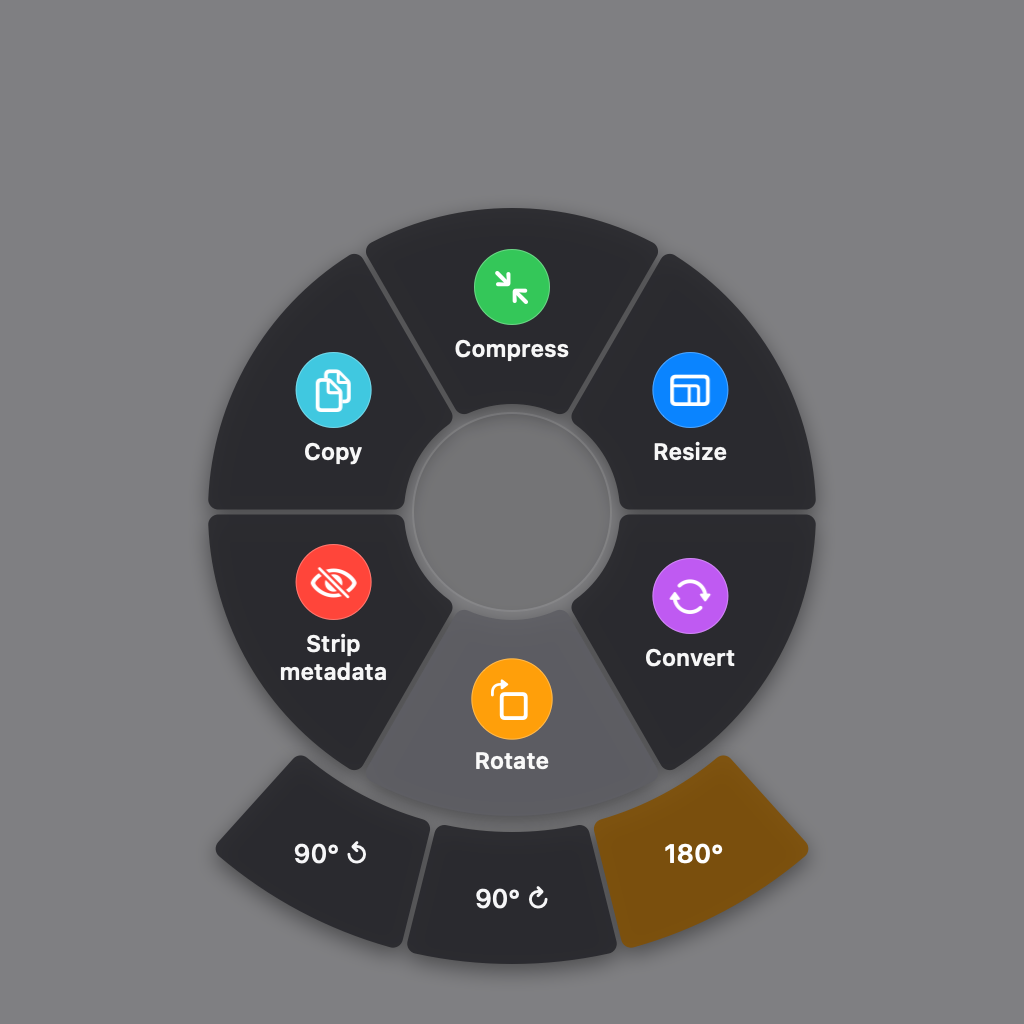 Compress
Copy
Resize
Strip
metadata
Convert
Rotate
90° ↺
90° ↻
180°